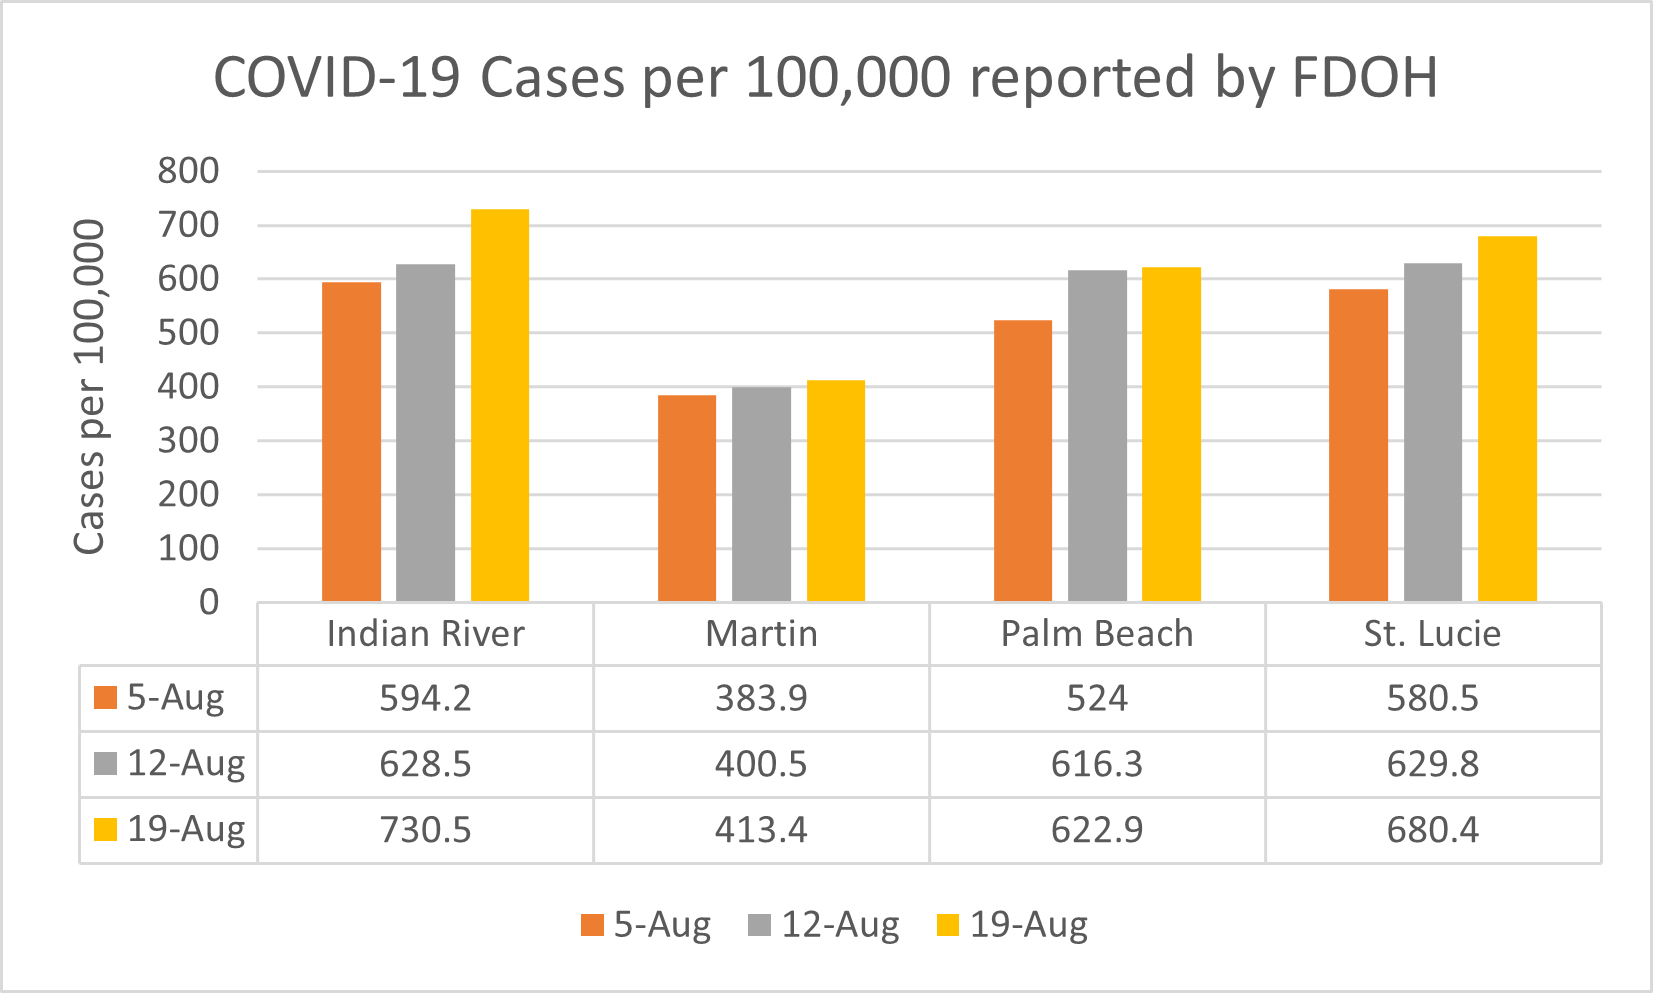 COVID-19 Cases per 100,000 reported by FDOH
Cases per 100,000
800
700
600
500
400
300
200
100
0
Indian River Martin Palm Beach St. Lucie
5-Aug 594.2 383.9 524 580.5
12-Aug 628.5 400.5 616.3 629.8
19-Aug 730.5 413.4 622.9 680.4
5-Aug 12-Aug 19-Aug